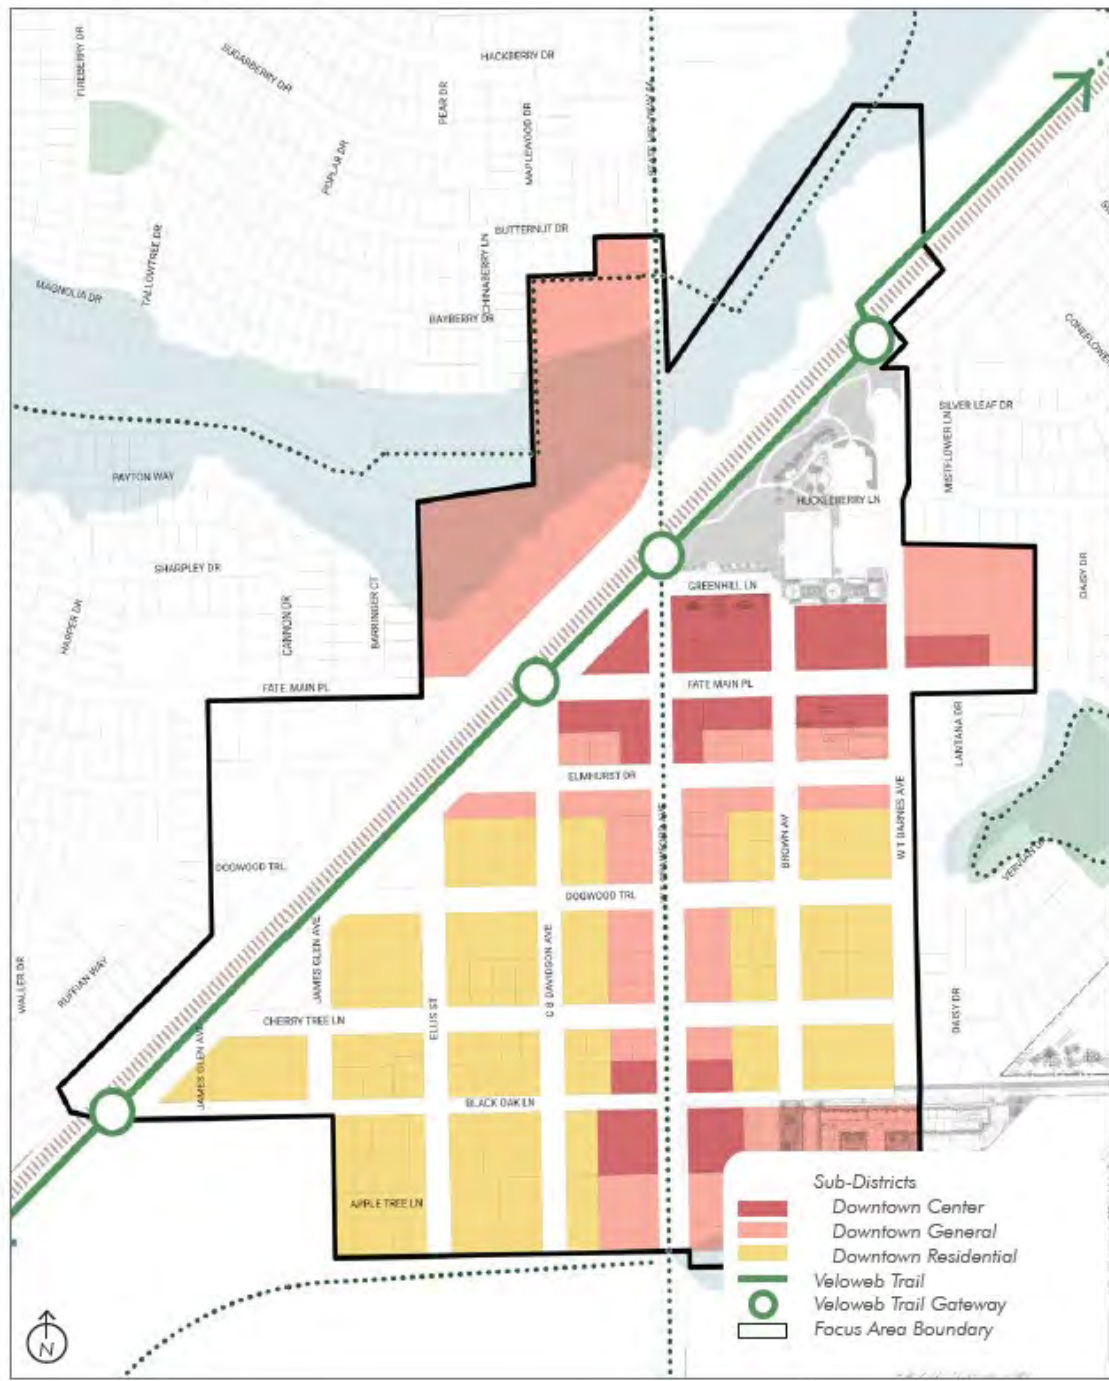 HACKBERRY DR
SUGARBERRY DR
FIREBERRY DR
PEAR DR
MAPLEWOOD DR
POPLAR DR
BUTTERNUT DR
TALLOWTREE DR
CHINABERRY LN
MAGNOLIA DR
BAYBERRY DR
SILVER LEAF DR
MISTFLOWER LN
PAYTON WAY
HUCKLEBERRY LN
SHARPLEY DR
DAISY DR
GREENHILL LN
HARPER DR
CANNON DR
BARRINGER CT
FATE MAIN PL
FATE MAIN PL
LANTANA DR
ELMHURST DR
W T BARNES AVE
BROWN AV
DOGWOOD TRL
DOGWOOD TRL
JAMES GLEN AVE
C B DAVIDSON AVE
WALLER DR
RUFFIAN WAY
ELLIS ST
DAISY DR
CHERRY TREE LN
JAMES GLEN AVE
BLACK OAK LN
APPLE TREE LN
Sub-Districts
Downtown Center
Downtown General
Downtown Residential
Veloweb Trail
Veloweb Trail Gateway
Focus Area Boundary
N